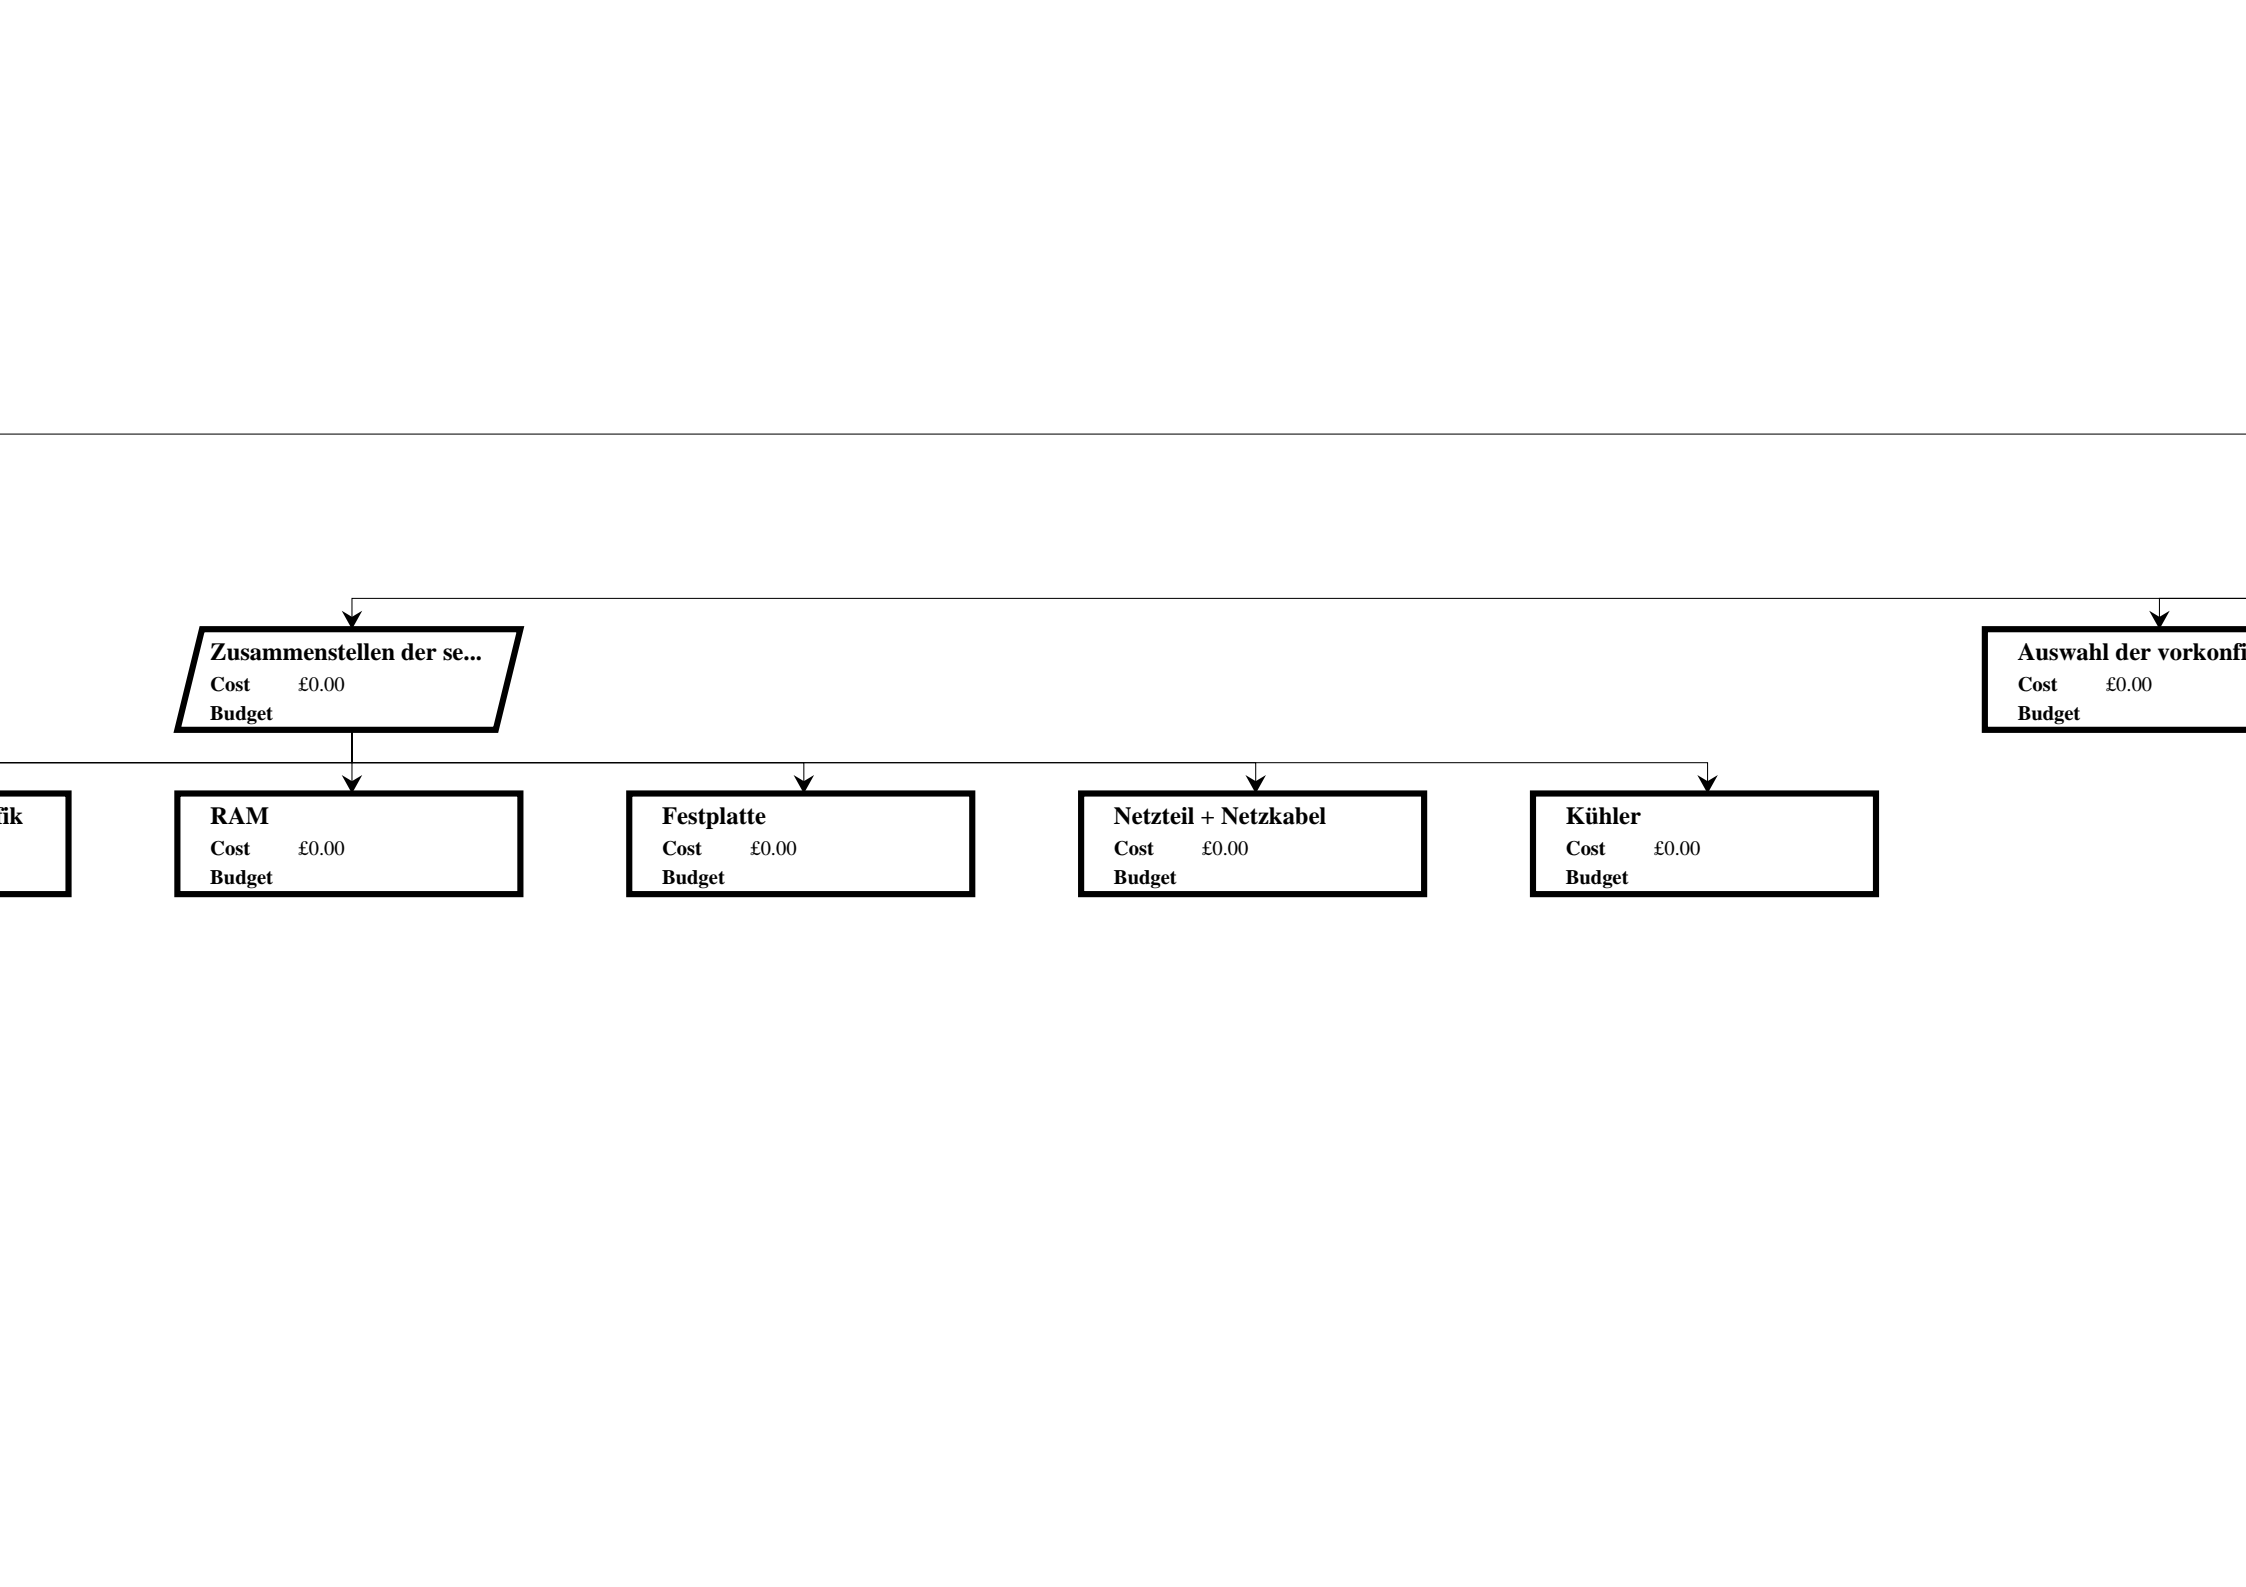 Zusammenstellen der se...
Cost £0.00
Budget
Auswahl der vorkonfi
Cost £0.00
Budget
fik
RAM
Cost £0.00
Budget
Festplatte
Cost £0.00
Budget
Netzteil + Netzkabel
Cost £0.00
Budget
Kühler
Cost £0.00
Budget